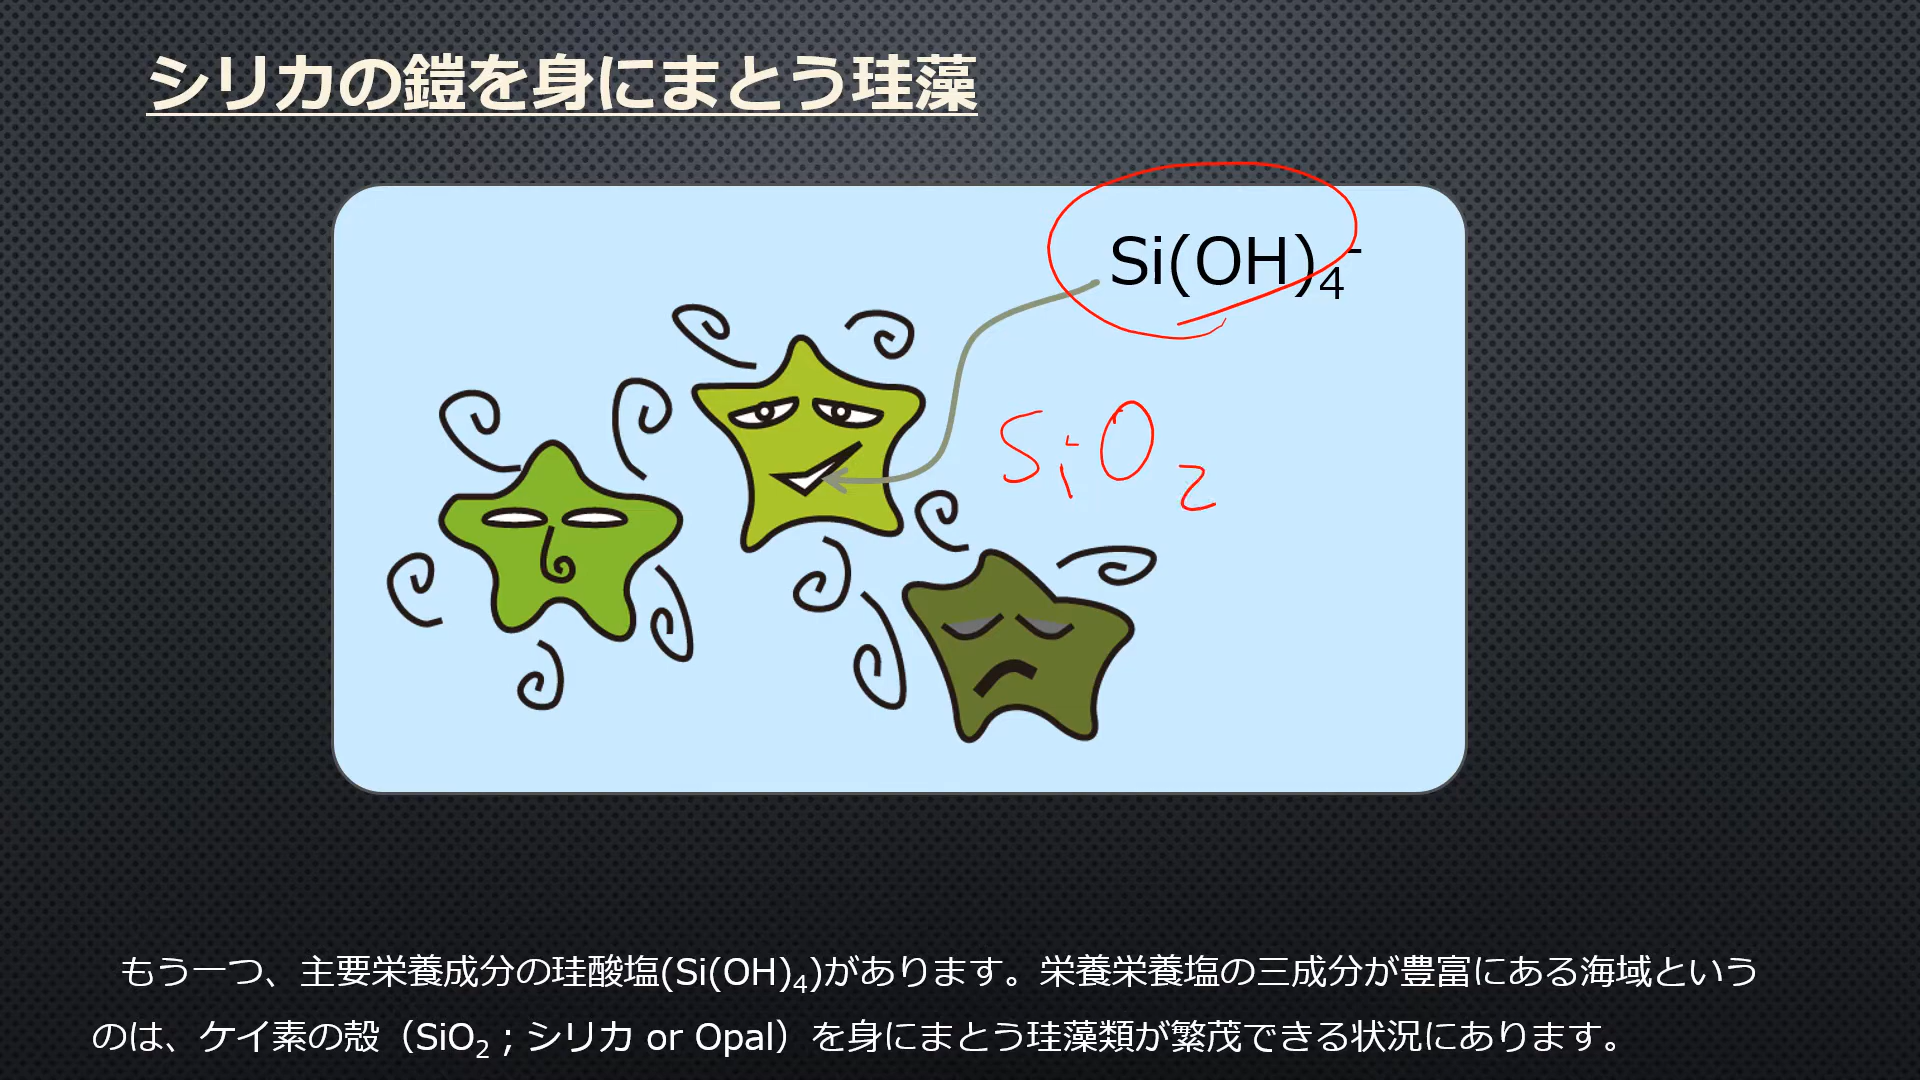 シリカの鎧を身にまとう珪藻
Si(OH)₄⁻
SiO₂
もう一つ、主要栄養成分の珪酸塩(Si(OH)₄)があります。栄養栄養塩の三成分が豊富にある海域という
のは、ケイ素の殻（SiO₂；シリカ or Opal）を身にまとう珪藻類が繁茂できる状況にあります。